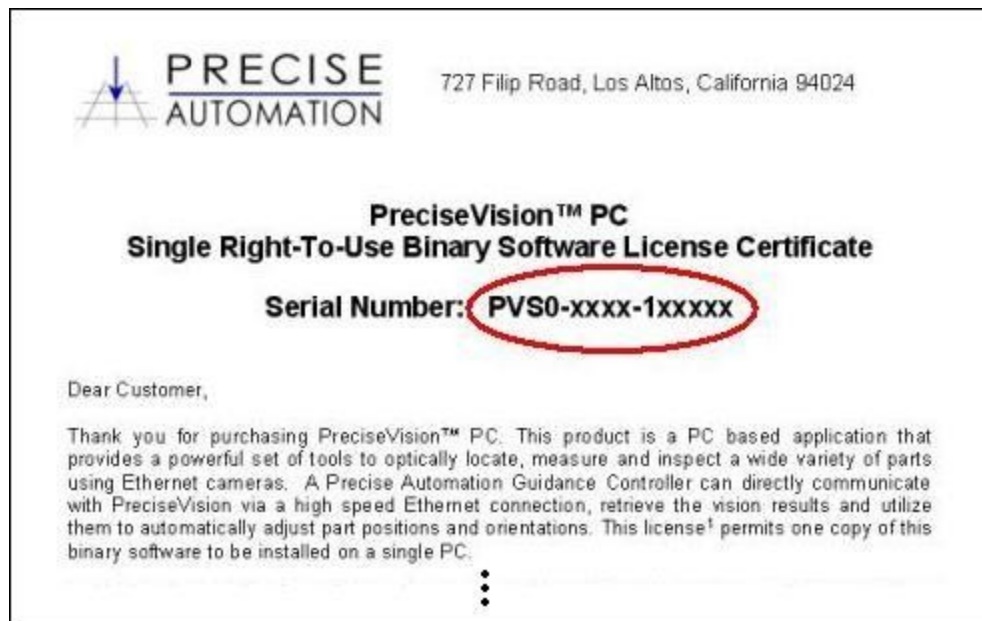 PRECISE
AUTOMATION
727 Filip Road, Los Altos, California 94024
PreciseVision™ PC
Single Right-To-Use Binary Software License Certificate
Serial Number: PVS0-xxxx-1xxxxx
Dear Customer,
Thank you for purchasing PreciseVision™ PC. This product is a PC based application that
provides a powerful set of tools to optically locate, measure and inspect a wide variety of parts
using Ethernet cameras. A Precise Automation Guidance Controller can directly communicate
with PreciseVision via a high speed Ethernet connection, retrieve the vision results and utilize
them to automatically adjust part positions and orientations. This license¹ permits one copy of this
binary software to be installed on a single PC.